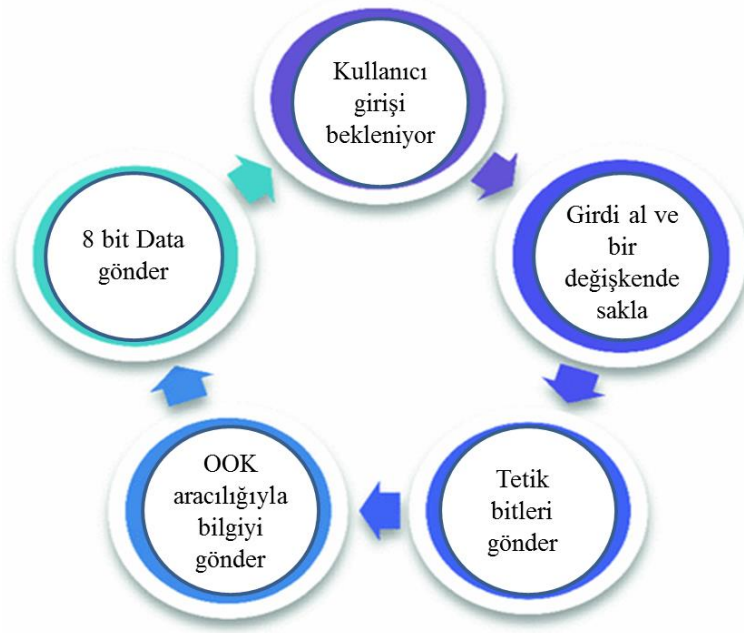 Kullanıcı
girişi
bekleniyor
Girdi al ve
bir
değişkende
sakla
Tetik
bitleri
gönder
OOK
aracılığıyla
bilgiyi
gönder
8 bit Data
gönder